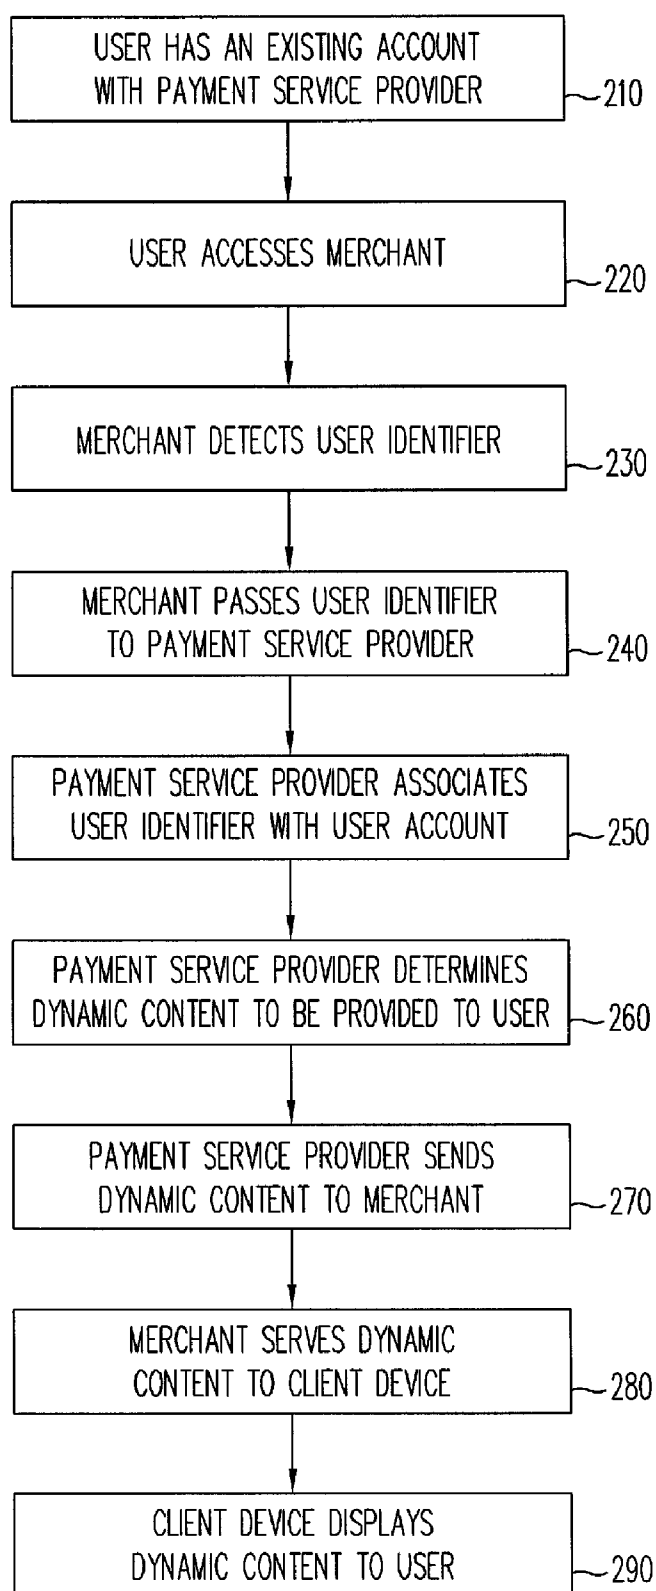 USER HAS AN EXISTING ACCOUNT
WITH PAYMENT SERVICE PROVIDER
210
USER ACCESSES MERCHANT
220
MERCHANT DETECTS USER IDENTIFIER
230
MERCHANT PASSES USER IDENTIFIER
TO PAYMENT SERVICE PROVIDER
240
PAYMENT SERVICE PROVIDER ASSOCIATES
USER IDENTIFIER WITH USER ACCOUNT
250
PAYMENT SERVICE PROVIDER DETERMINES
DYNAMIC CONTENT TO BE PROVIDED TO USER
260
PAYMENT SERVICE PROVIDER SENDS
DYNAMIC CONTENT TO MERCHANT
270
MERCHANT SERVES DYNAMIC
CONTENT TO CLIENT DEVICE
280
CLIENT DEVICE DISPLAYS
DYNAMIC CONTENT TO USER
290